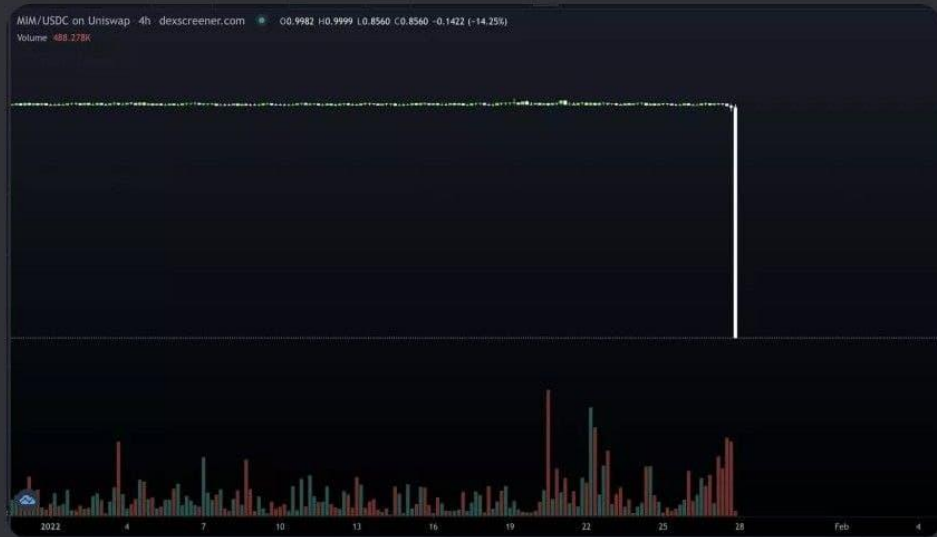 MIM/USDC on Uniswap 4h dexscreener.com O0.9982 H0.9999 L0.8560 C0.8560 -0.1422 (-14.25%)
Volume 488.278K
2022 4 7 10 13 16 19 22 25 28 Feb 4